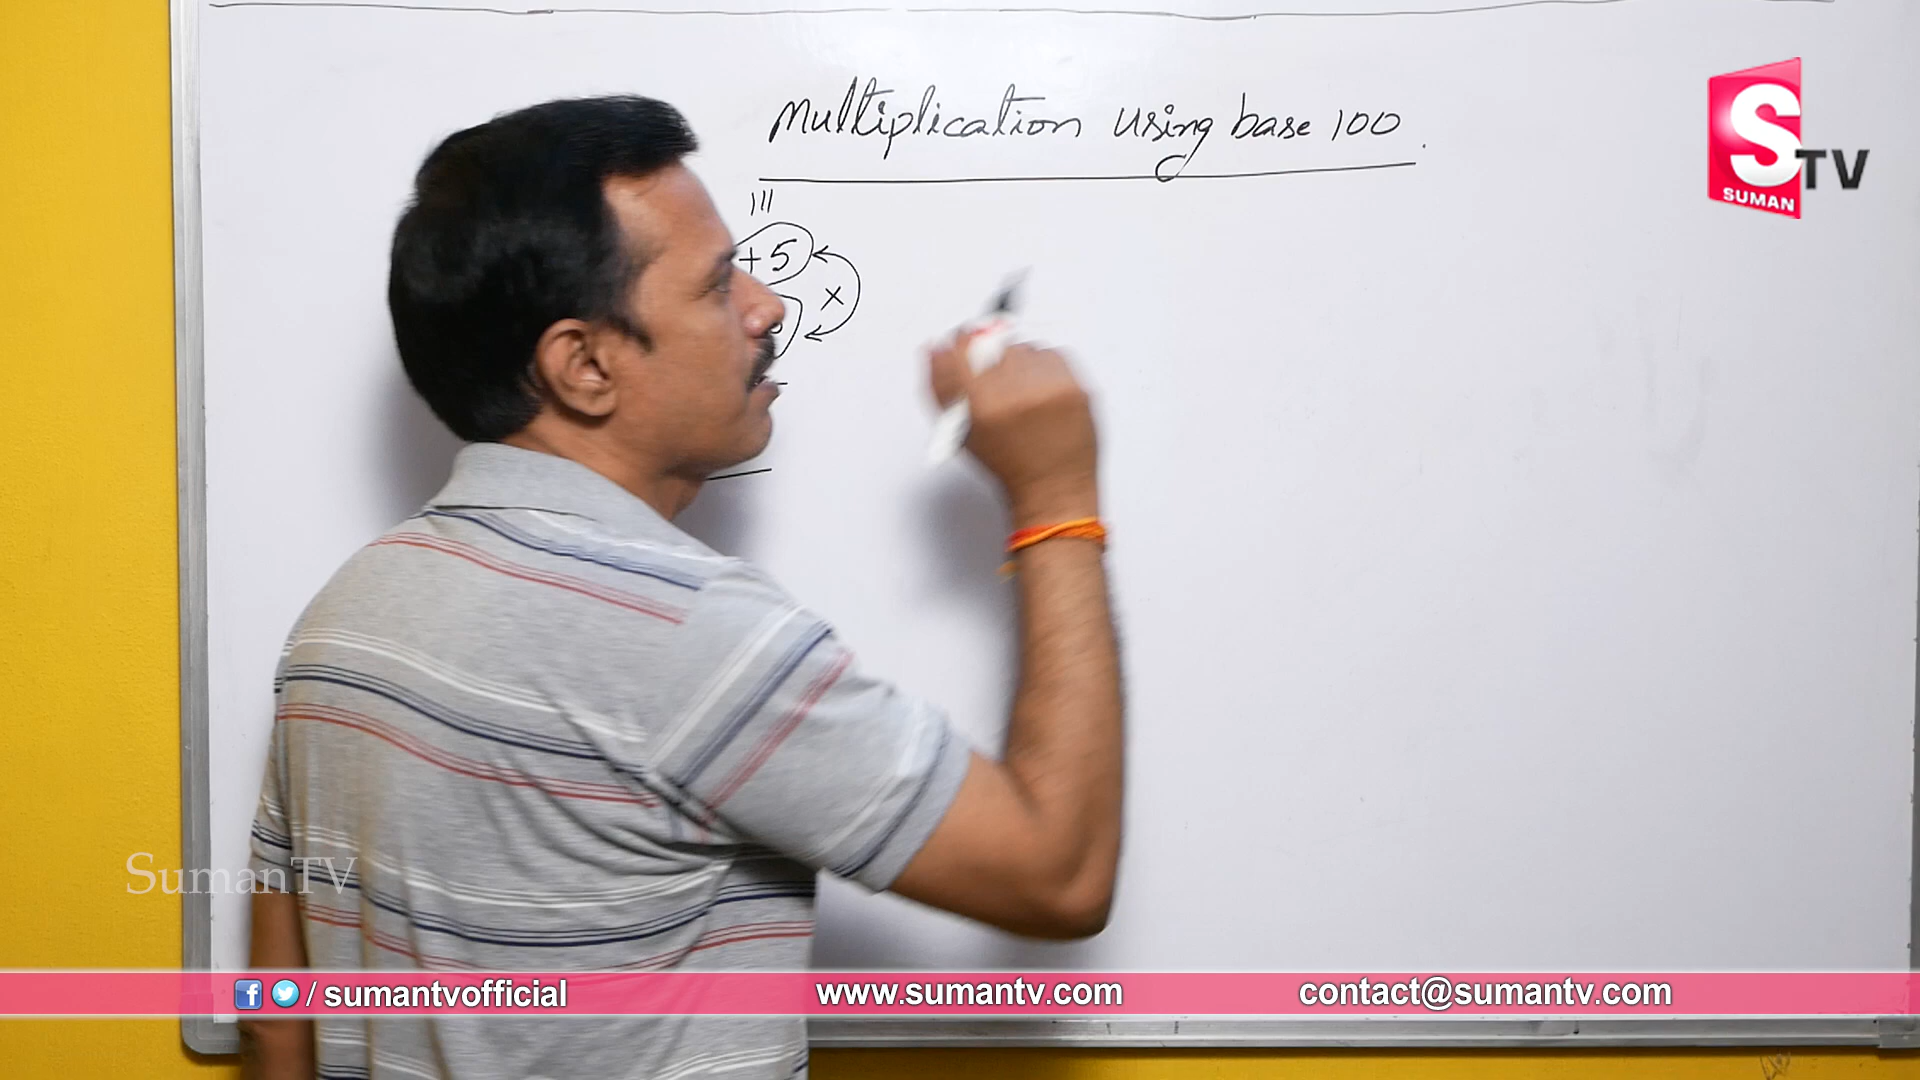 Multiplication using base 100.
+5
×
S TV
SUMAN
SumanTV
f / sumantvofficial
www.sumantv.com
contact@sumantv.com